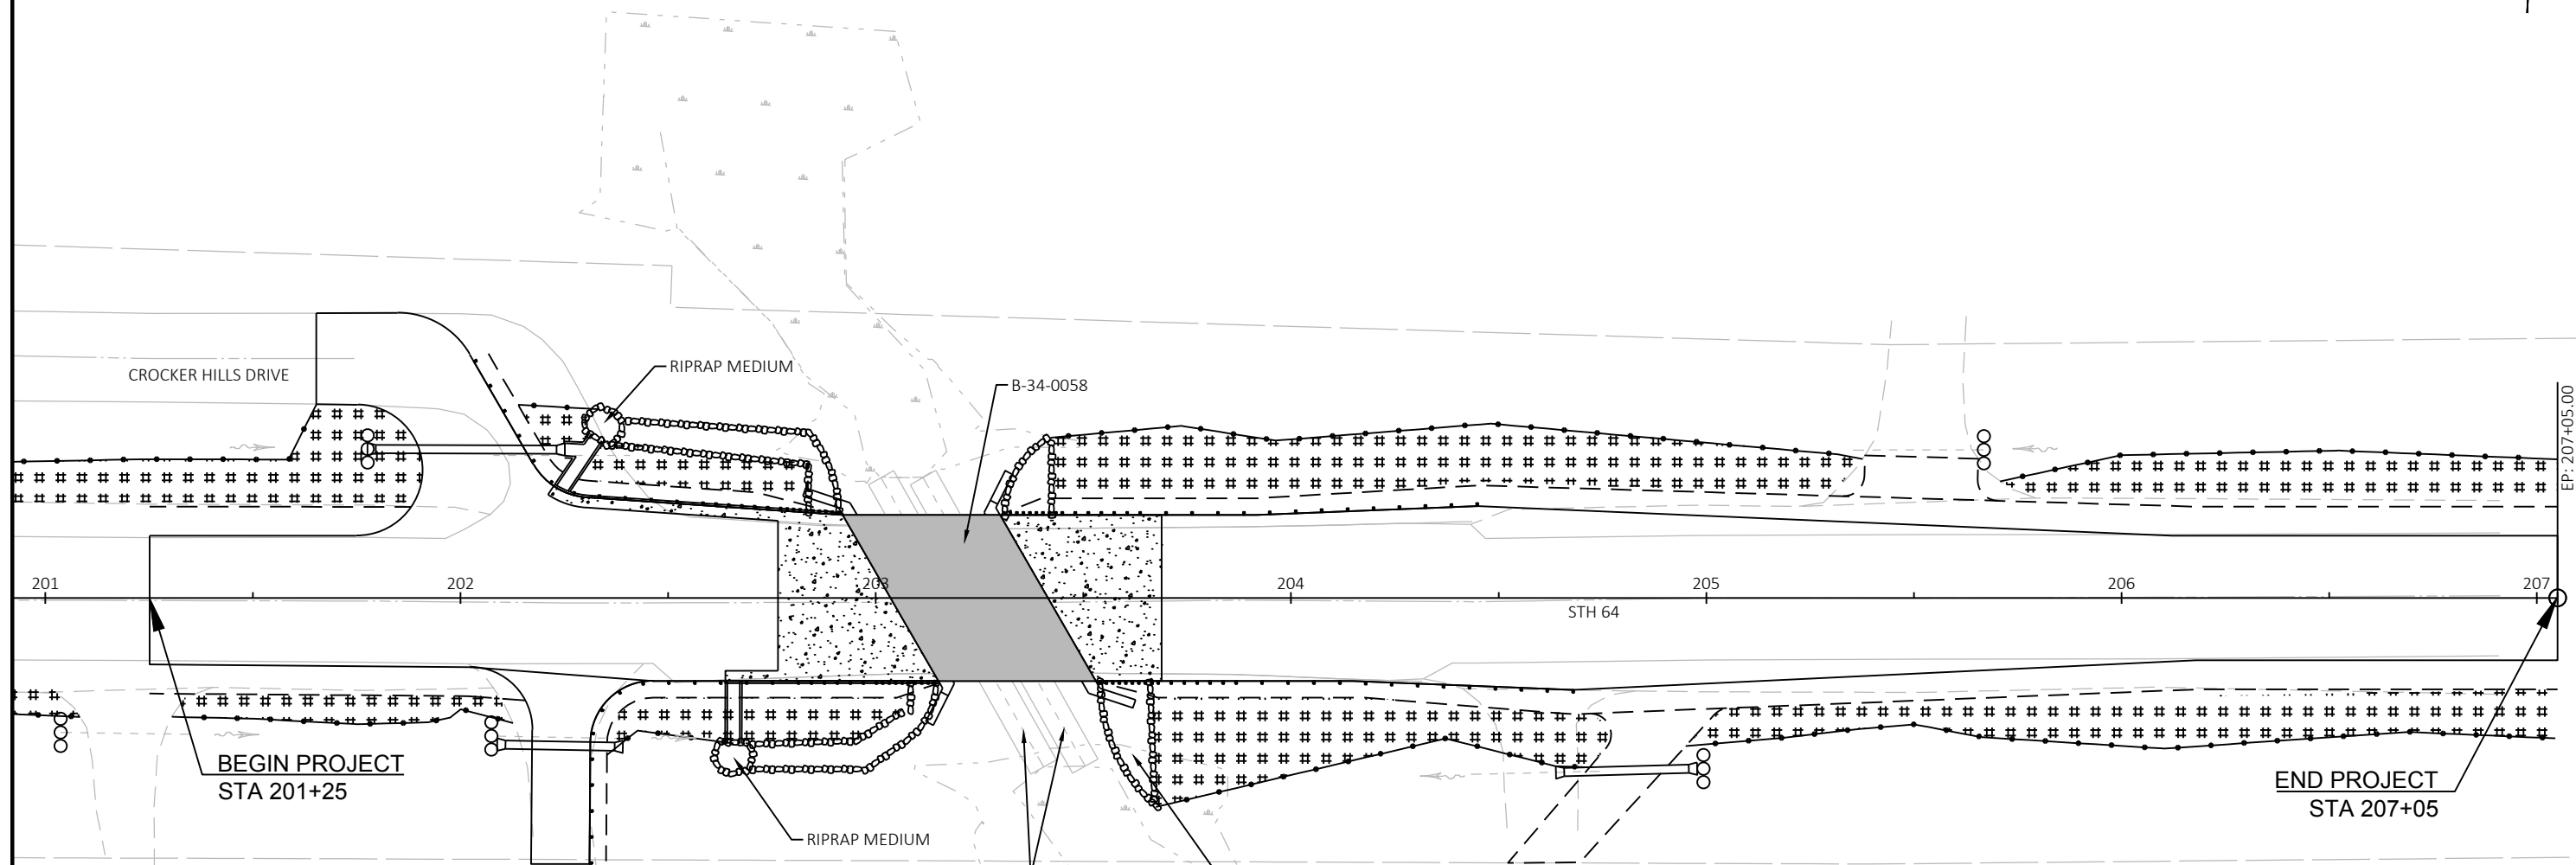 RIPRAP MEDIUM
CROCKER HILLS DRIVE
B-34-0058
EP: 207+05.00
201
202
203
204
205
206
207
STH 64
BEGIN PROJECT
STA 201+25
END PROJECT
STA 207+05
RIPRAP MEDIUM